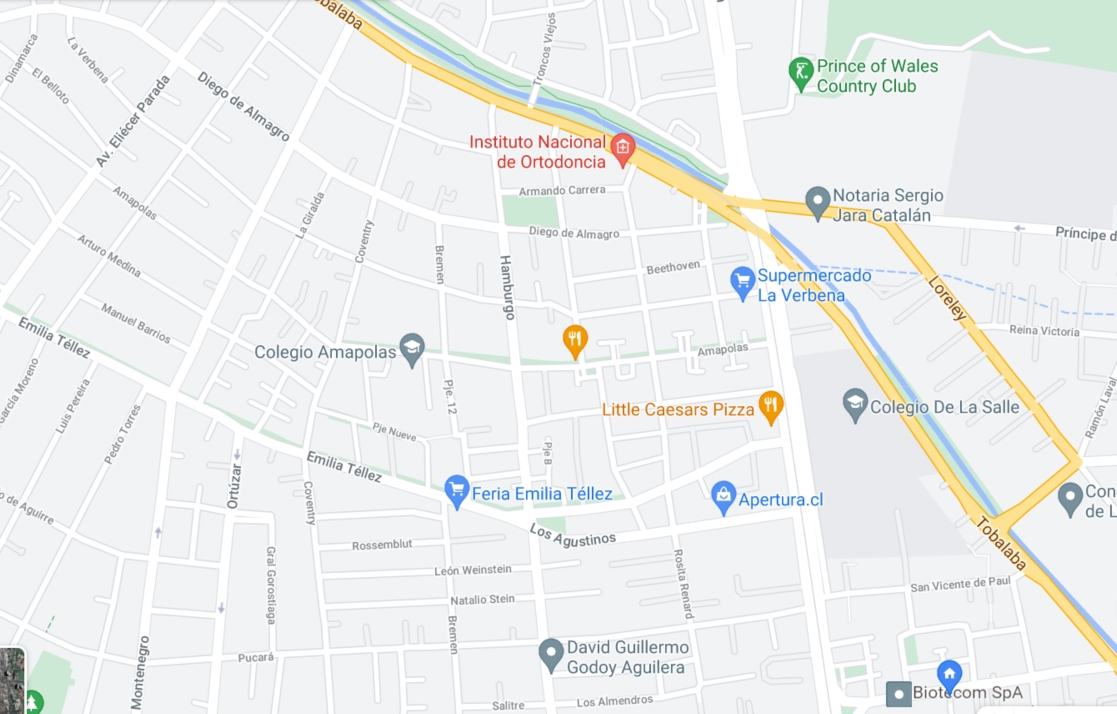 Tobalaba
Dinamarca
La Verbena
El Belloto
Av. Eliécer Parada
Diego de Almagro
Troncos Viejos
Prince of Wales
Country Club
Instituto Nacional
de Ortodoncia
Armando Carrera
Notaria Sergio
Jara Catalán
Príncipe d
Amapolas
La Giralda
Coventry
Bremen
Diego de Almagro
Arturo Medina
Hamburgo
Beethoven
Supermercado
La Verbena
Loreley
Manuel Barrios
Reina Victoria
Emilia Téllez
Colegio Amapolas
Amapolas
García Moreno
Luis Pereira
Pedro Torres
Pje. 12
Little Caesars Pizza
Colegio De La Salle
Ramón Laval
Pje Nueve
Pje B
Emilia Téllez
Ortúzar
Coventry
Feria Emilia Téllez
Apertura.cl
Con
de L
o de Aguirre
Los Agustinos
Tobalaba
Rossemblut
Gral Gorostiaga
León Weinstein
Rosita Renard
San Vicente de Paul
Natalio Stein
Bremen
Montenegro
Pucará
David Guillermo
Godoy Aguilera
Biotecom SpA
Salitre
Los Almendros